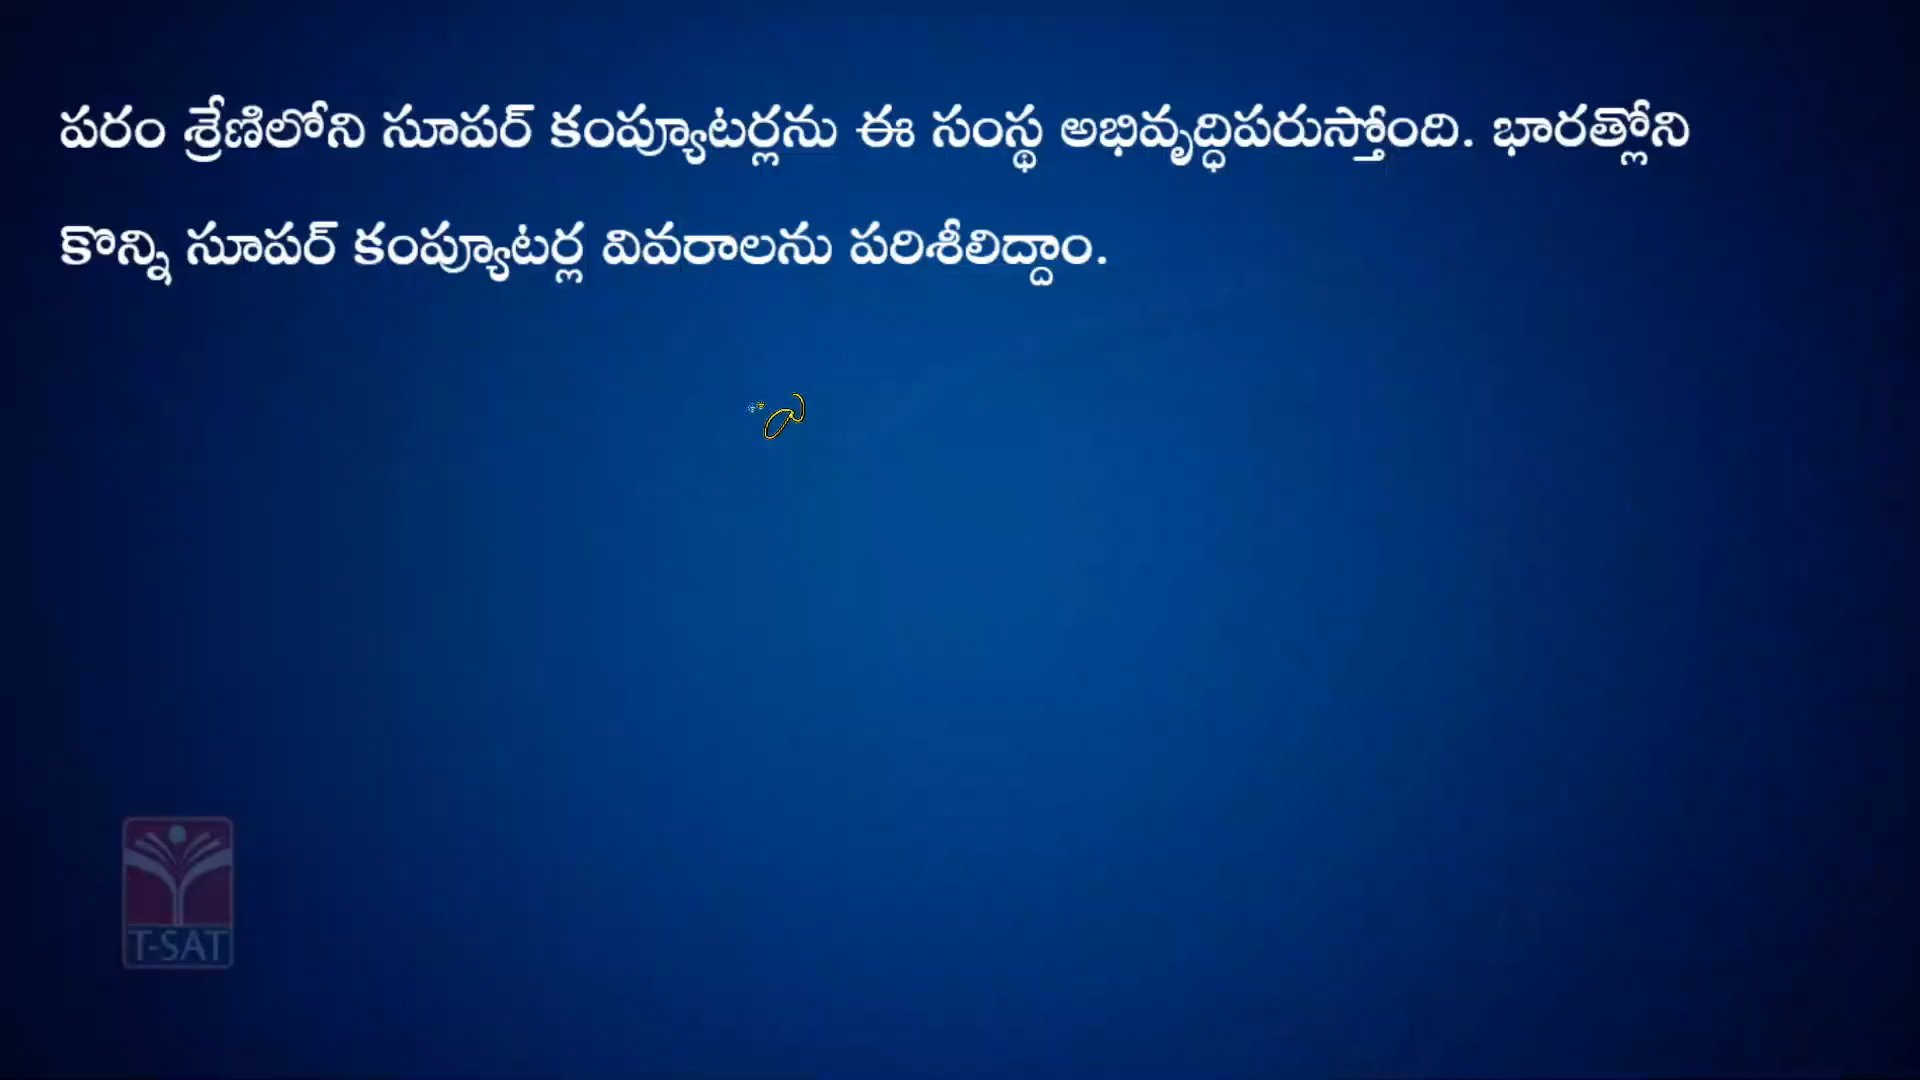 పరం శ్రేణిలోని సూపర్ కంప్యూటర్లను ఈ సంస్థ అభివృద్ధిపరుస్తోంది. భారత్లోని
కొన్ని సూపర్ కంప్యూటర్ల వివరాలను పరిశీలిద్దాం.
T-SAT